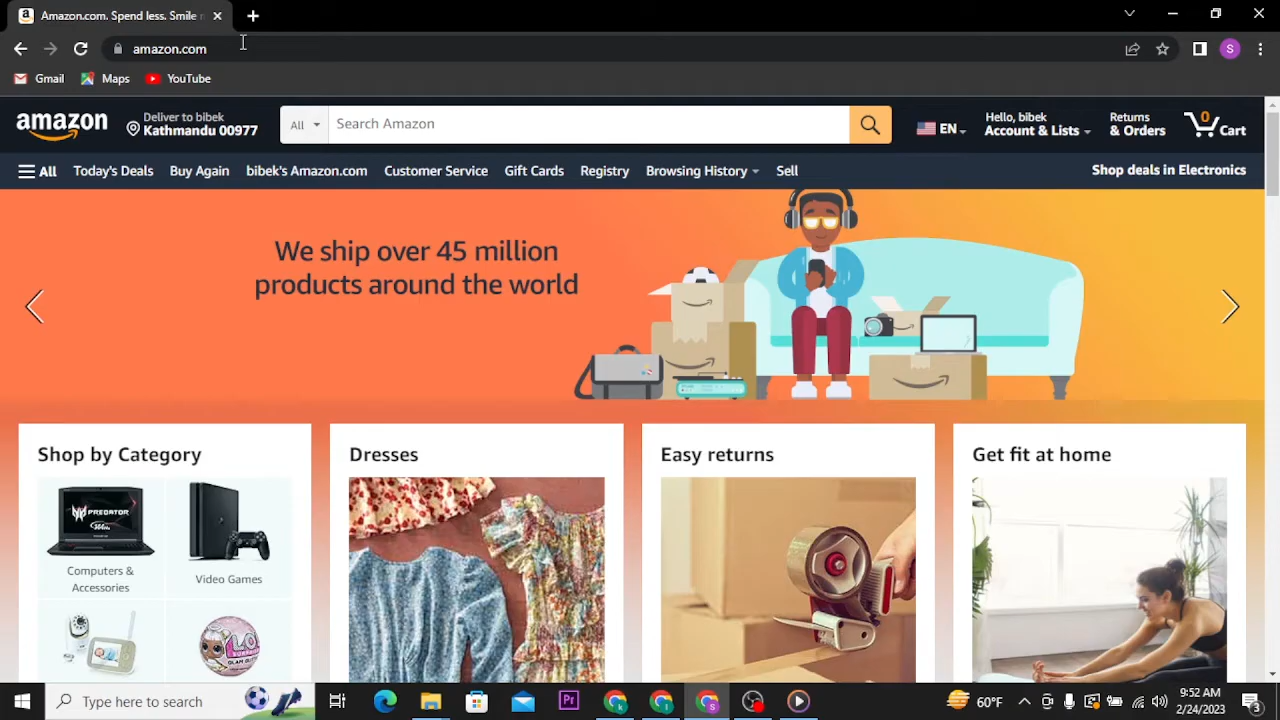 Amazon.com. Spend less. Smile
amazon.com
S
Gmail
Maps
YouTube
amazon
Deliver to bibek
Kathmandu 00977
All
Search Amazon
EN
Hello, bibek
Account & Lists
Returns
& Orders
0
Cart
All
Today's Deals
Buy Again
bibek's Amazon.com
Customer Service
Gift Cards
Registry
Browsing History
Sell
Shop deals in Electronics
We ship over 45 million
products around the world
Shop by Category
Dresses
Easy returns
Get fit at home
PREDATOR
Computers &
Accessories
Video Games
Type here to search
Pr
60°F
9:52 AM
2/24/2023
3